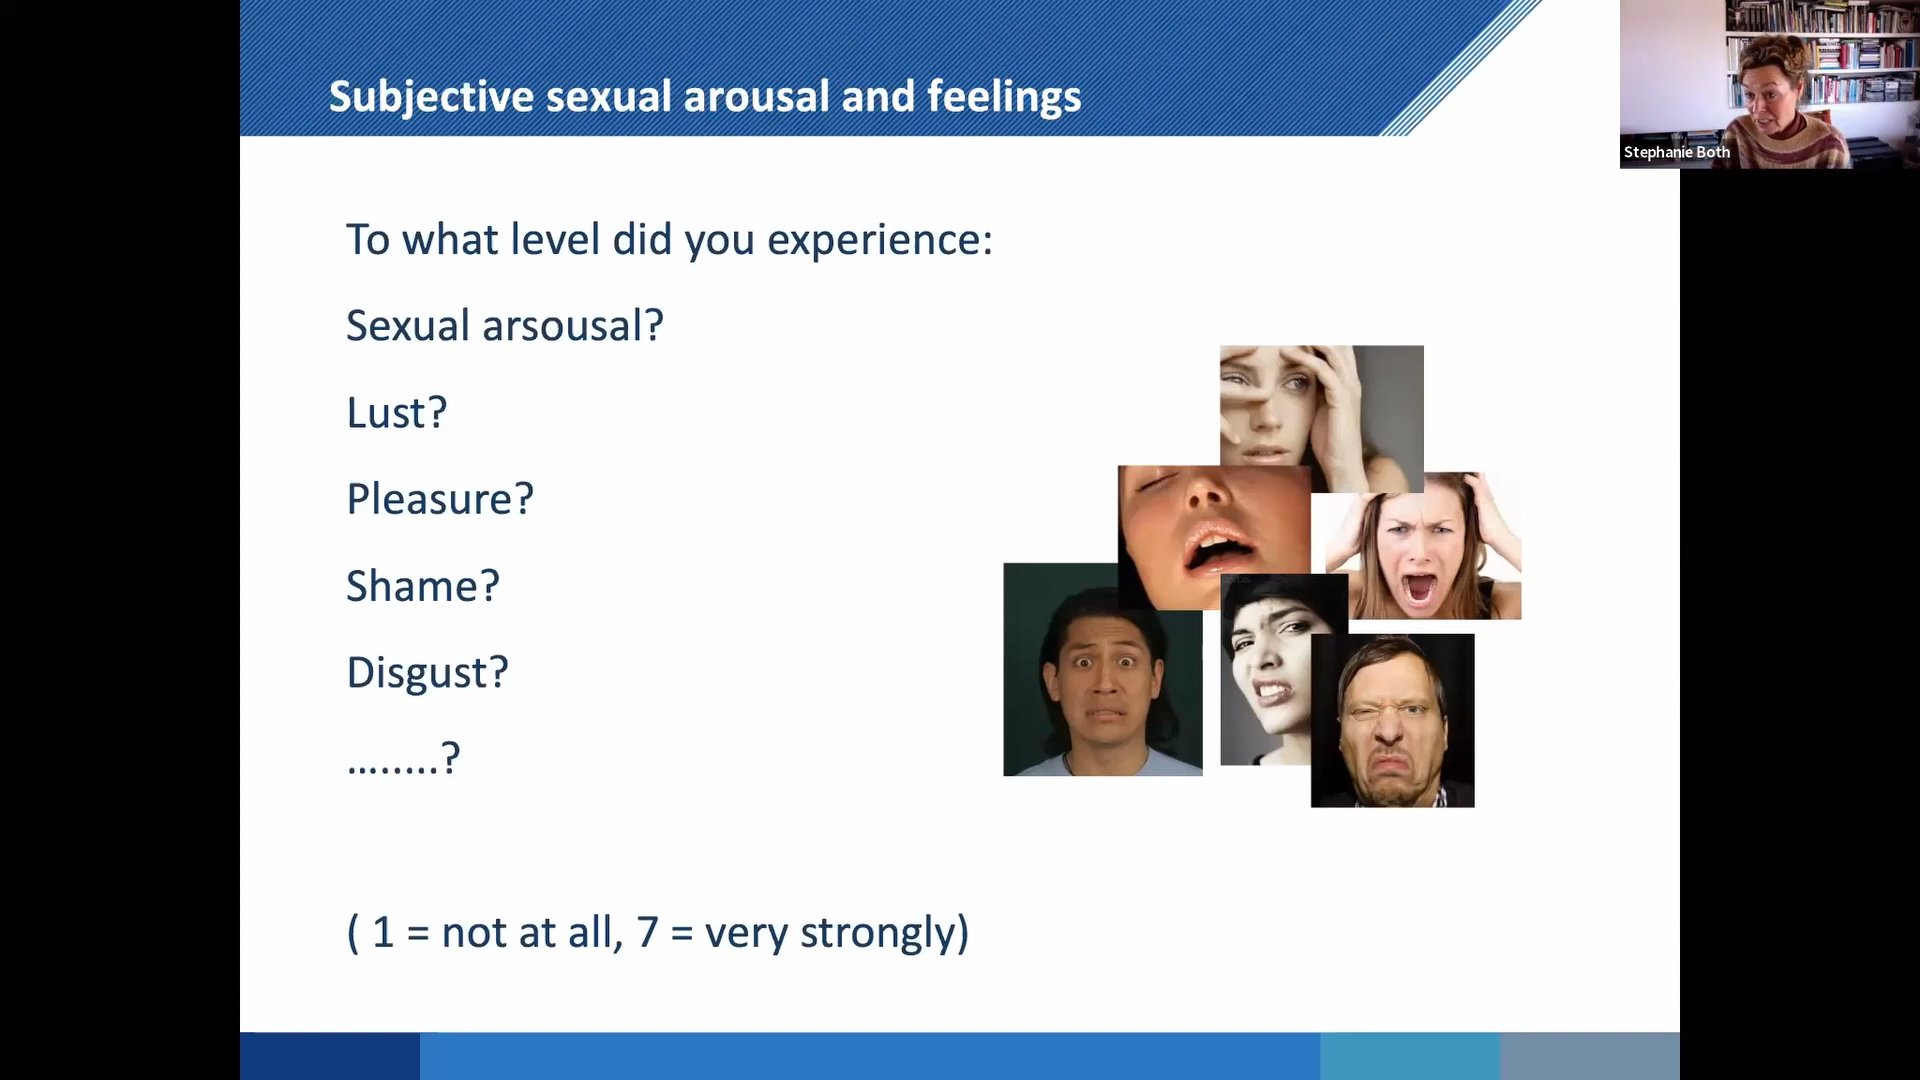 Subjective sexual arousal and feelings
Stephanie Both
To what level did you experience:
Sexual arsousal?
Lust?
Pleasure?
Shame?
Disgust?
….....?
( 1 = not at all, 7 = very strongly)